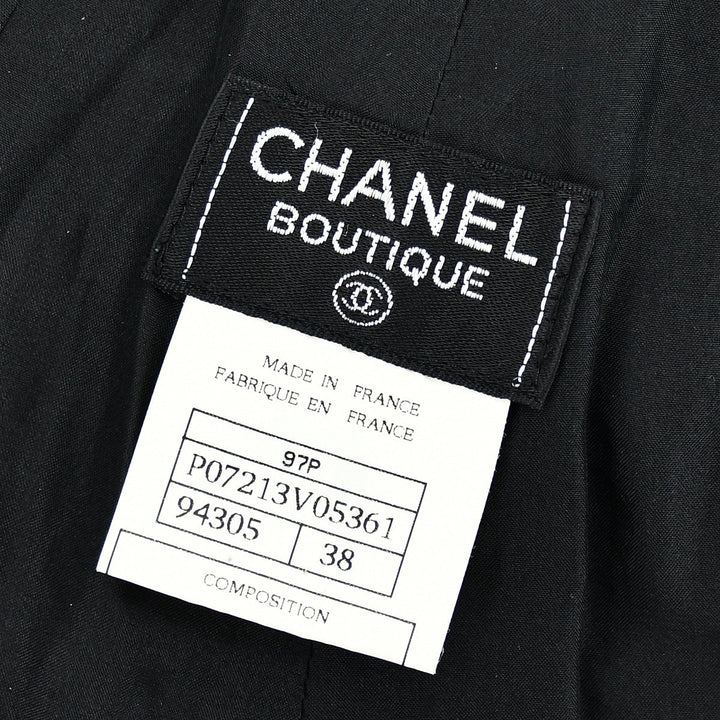 CHANEL
BOUTIQUE
MADE IN FRANCE
FABRIQUE EN FRANCE
97P
P07213V05361
94305 38
COMPOSITION